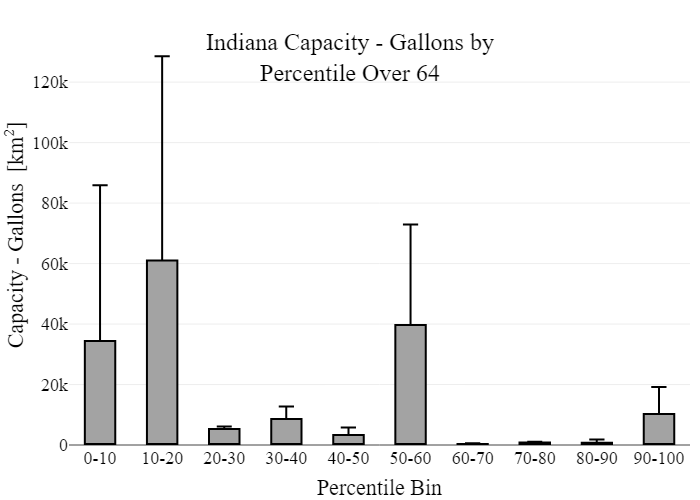 Indiana Capacity - Gallons by
Percentile Over 64
Capacity - Gallons [km²]
120k
100k
80k
60k
40k
20k
0
0-10 10-20 20-30 30-40 40-50 50-60 60-70 70-80 80-90 90-100
Percentile Bin